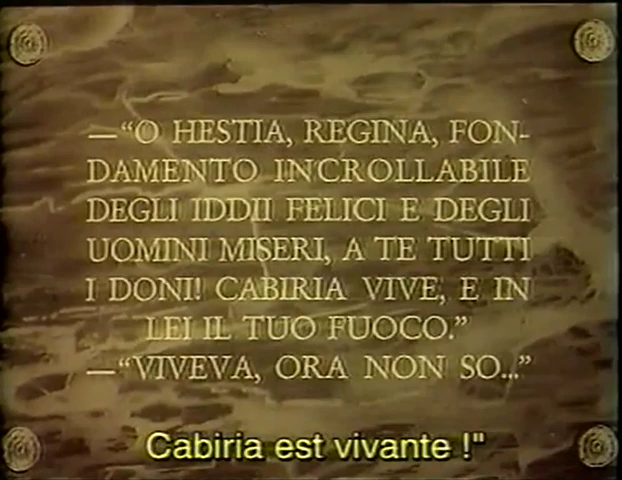 —“O HESTIA, REGINA, FON-
DAMENTO INCROLLABILE
DEGLI IDDII FELICI E DEGLI
UOMINI MISERI, A TE TUTTI
I DONI! CABIRIA VIVE, E IN
LEI IL TUO FUOCO.”
—“VIVEVA, ORA NON SO...”
Cabiria est vivante !"